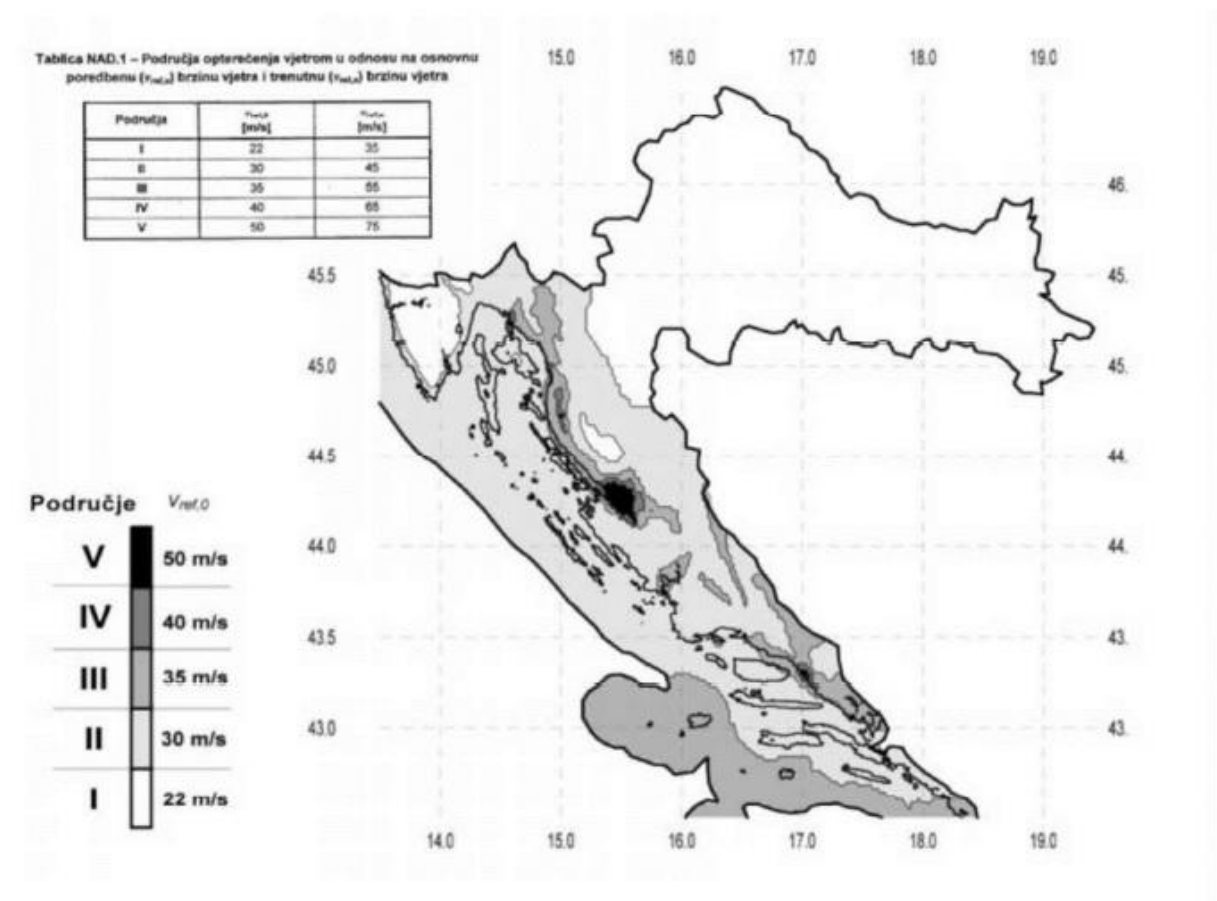 Tablica NAD.1 – Područja opterećenja vjetrom u odnosu na osnovnu
poredbenu (vref,0) brzinu vjetra i trenutnu (vref,o) brzinu vjetra
Područja [m/s] [m/s]
I 22 35
II 30 45
III 35 55
IV 40 65
V 50 75
15.0 16.0 17.0 18.0 19.0
46.
45.5 45.
45.0 45.
44.5 44.
44.0 44.
43.5 43.
43.0 43.
14.0 15.0 16.0 17.0 18.0 19.0
Područje Vref,0
V 50 m/s
IV 40 m/s
III 35 m/s
II 30 m/s
I 22 m/s